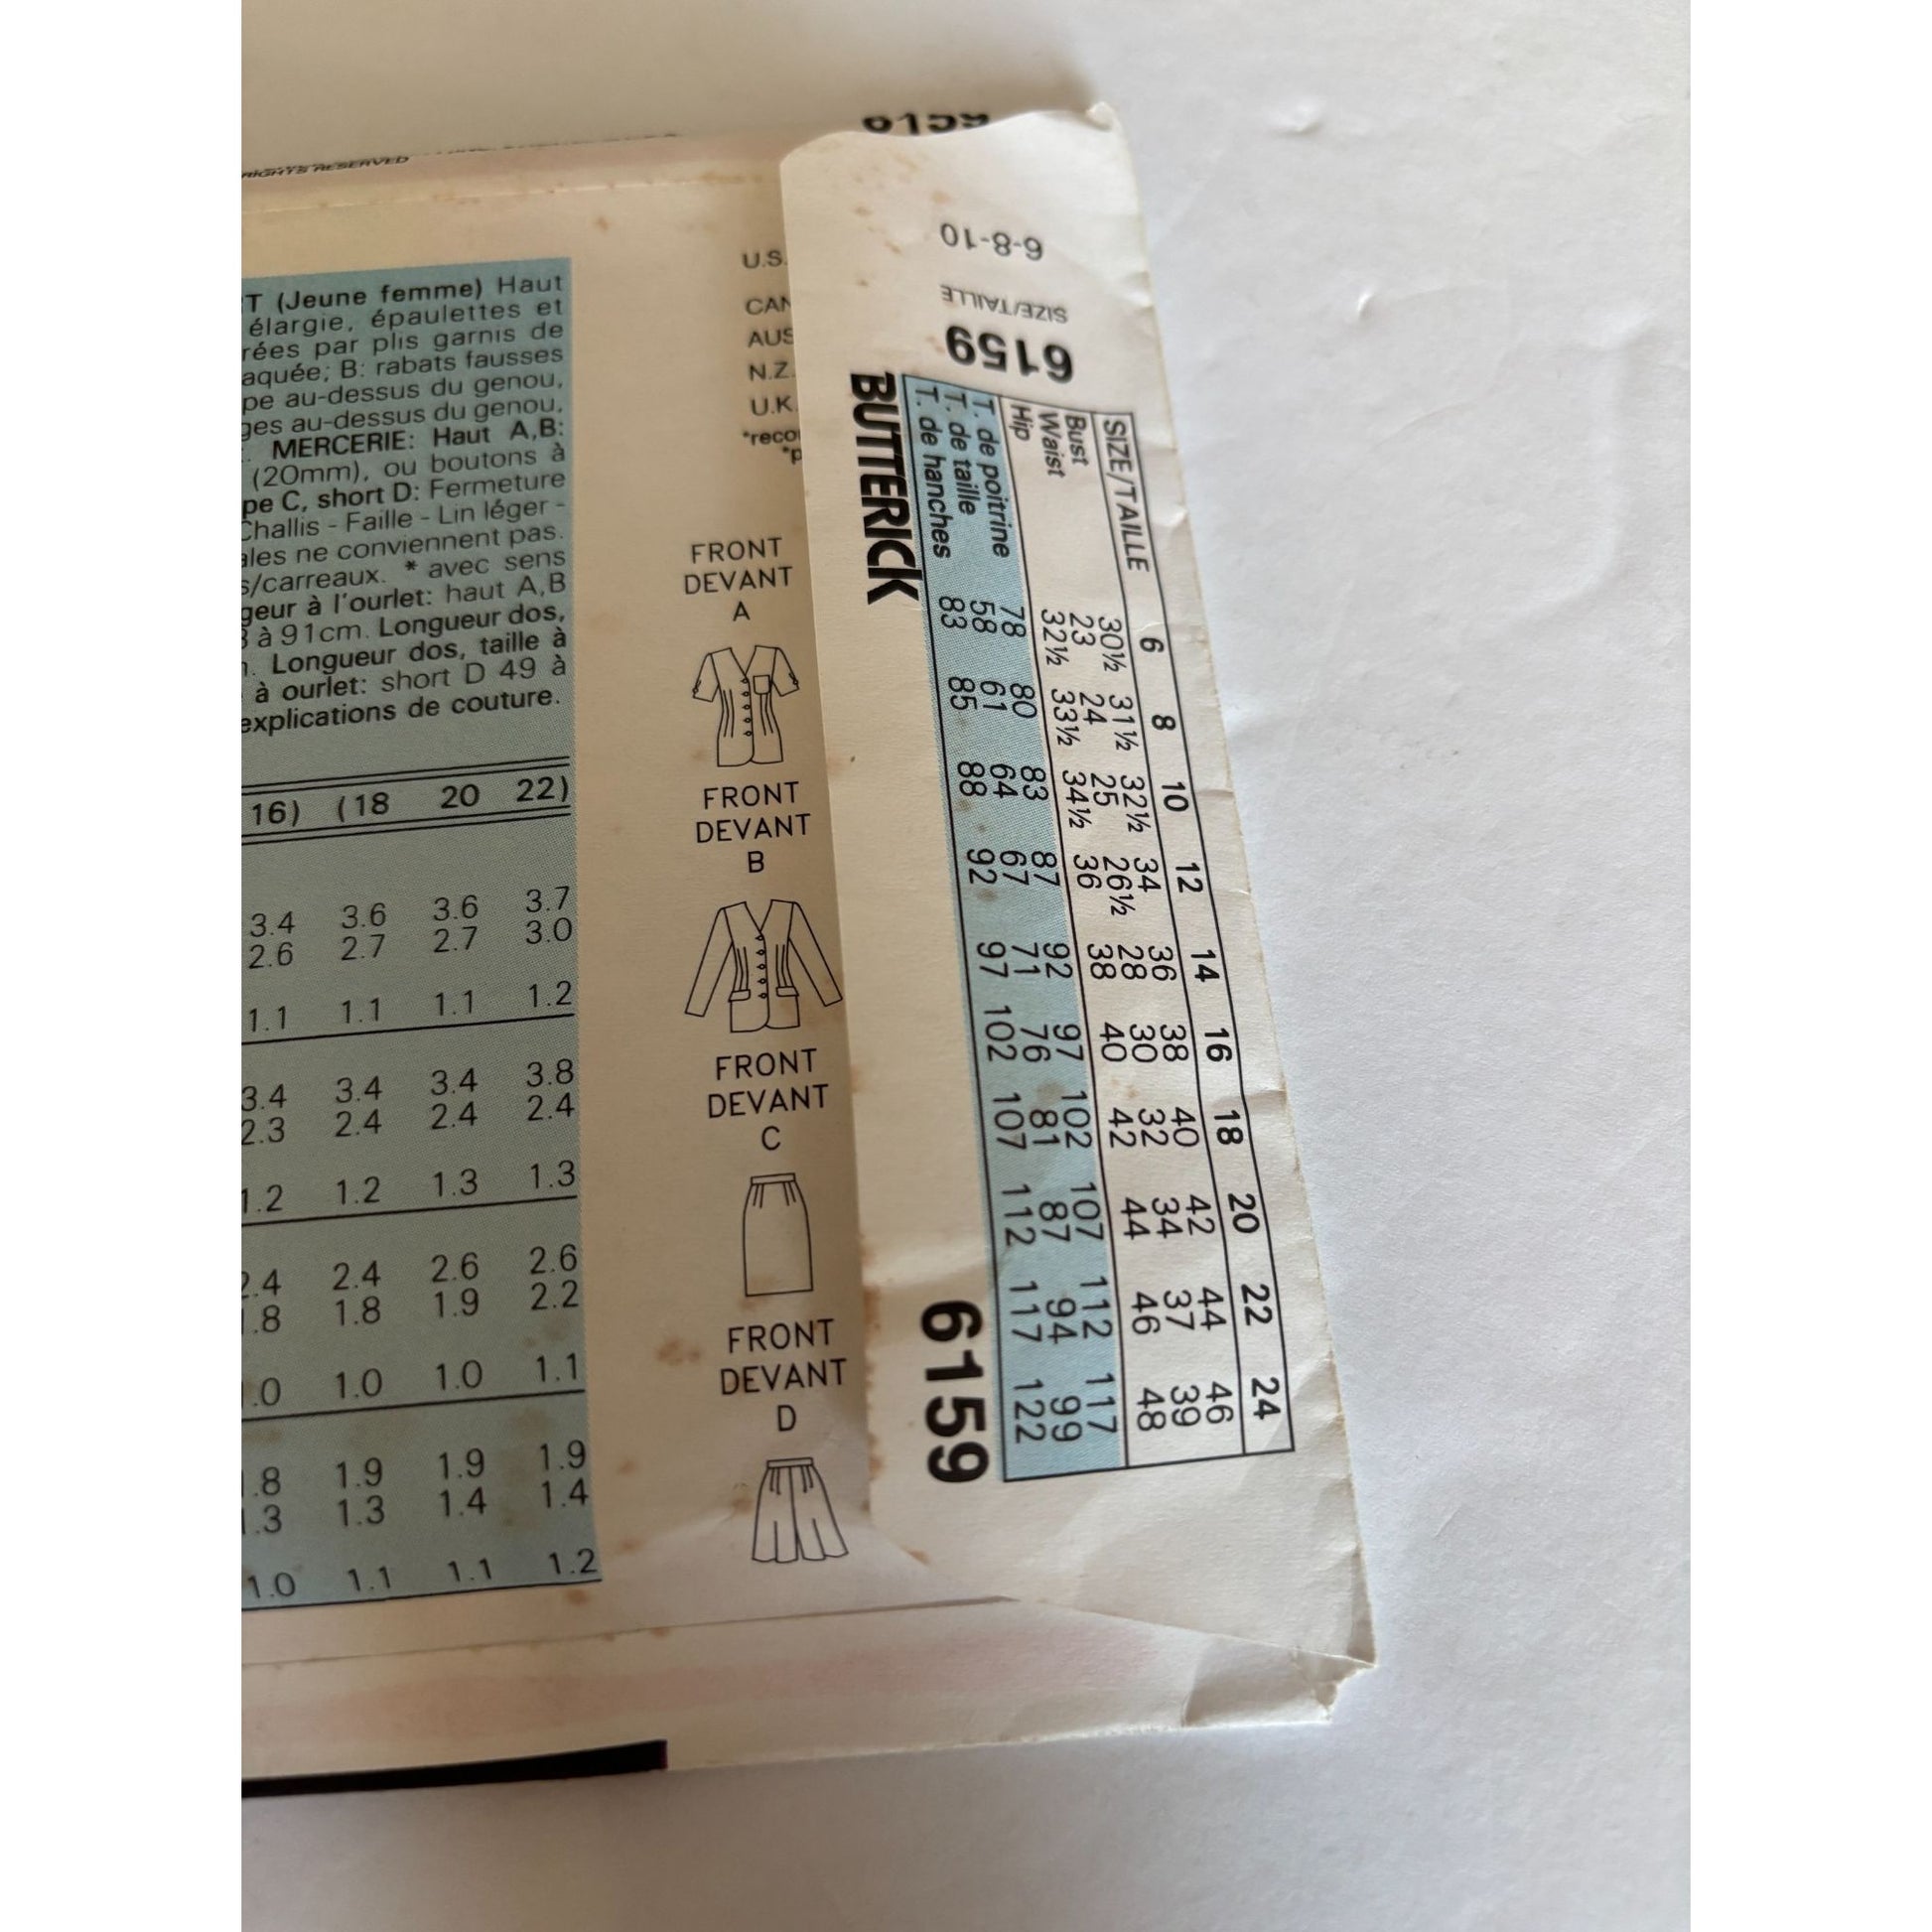 6159
RIGHTS RESERVED
(Jeune femme) Haut
élargie, épaulettes et
par plis garnis de
B: rabats fausses
au-dessus du genou,
au-dessus du genou,
MERCERIE: Haut A,B:
(20mm), ou boutons à
C, short D: Fermeture
Challis - Faille - Lin léger -
ne conviennent pas.
/carreaux. * avec sens
à l'ourlet: haut A,B
à 91cm. Longueur dos,
Longueur dos, taille à
à ourlet: short D 49 à
explications de couture.
16) (18 20 22)
3.4 3.6 3.6 3.7
2.6 2.7 2.7 3.0
1.1 1.1 1.1 1.2
3.4 3.4 3.4 3.8
2.3 2.4 2.4 2.4
1.2 1.2 1.3 1.3
2.4 2.4 2.6 2.6
.8 1.8 1.9 2.2
.0 1.0 1.0 1.1
.8 1.9 1.9 1.9
.3 1.3 1.4 1.4
1.0 1.1 1.1 1.2
U.S.
CAN
AUS
N.Z.
U.K.
*reco
*p
FRONT
DEVANT
A
FRONT
DEVANT
B
FRONT
DEVANT
C
FRONT
DEVANT
D
6159
SIZE/TAILLE
6-8-10
SIZE/TAILLE 6 8 10 12 14 16 18 20 22 24
Bust 30½ 31½ 32½ 34 36 38 40 42 44 46
Waist 23 24 25 26½ 28 30 32 34 37 39
Hip 32½ 33½ 34½ 36 38 40 42 44 46 48
T. de poitrine 78 80 83 87 92 97 102 107 112 117
T. de taille 58 61 64 67 71 76 81 87 94 99
T. de hanches 83 85 88 92 97 102 107 112 117 122
BUTTERICK 6159